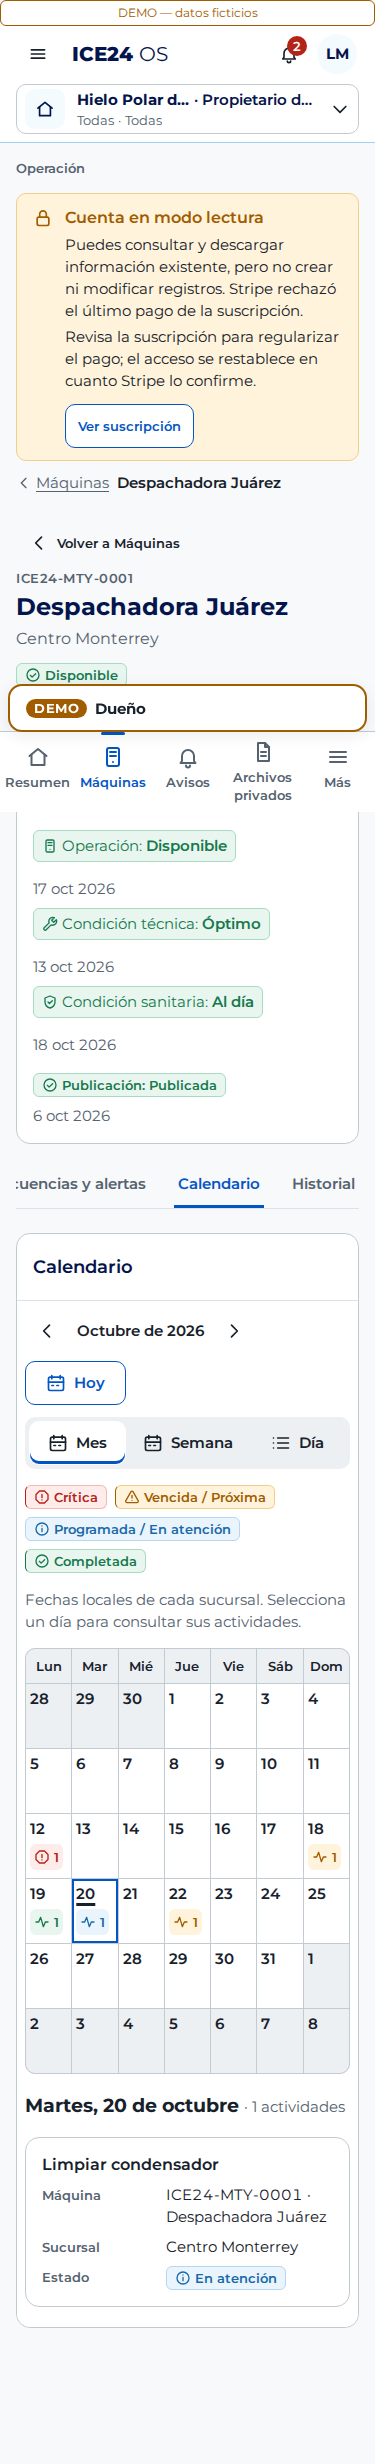 DEMO — datos ficticios
ICE24 OS
2
LM
Hielo Polar d... · Propietario d...
Todas · Todas
Operación
Cuenta en modo lectura
Puedes consultar y descargar
información existente, pero no crear
ni modificar registros. Stripe rechazó
el último pago de la suscripción.
Revisa la suscripción para regularizar
el pago; el acceso se restablece en
cuanto Stripe lo confirme.
Ver suscripción
Máquinas Despachadora Juárez
Volver a Máquinas
ICE24-MTY-0001
Despachadora Juárez
Centro Monterrey
Disponible
DEMO Dueño
Resumen Máquinas Avisos Archivos privados Más
Operación: Disponible
17 oct 2026
Condición técnica: Óptimo
13 oct 2026
Condición sanitaria: Al día
18 oct 2026
Publicación: Publicada
6 oct 2026
cuencias y alertas Calendario Historial
Calendario
Octubre de 2026
Hoy
Mes Semana Día
Crítica Vencida / Próxima
Programada / En atención
Completada
Fechas locales de cada sucursal. Selecciona
un día para consultar sus actividades.
Lun Mar Mié Jue Vie Sáb Dom
28 29 30 1 2 3 4
5 6 7 8 9 10 11
12 13 14 15 16 17 18
1 1
19 20 21 22 23 24 25
1 1 1
26 27 28 29 30 31 1
2 3 4 5 6 7 8
Martes, 20 de octubre · 1 actividades
Limpiar condensador
Máquina ICE24-MTY-0001 ·
Despachadora Juárez
Sucursal Centro Monterrey
Estado En atención